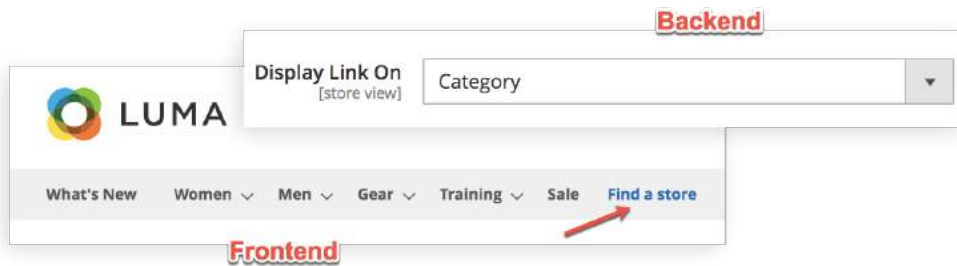 Backend
Display Link On
[store view]
Category
LUMA
What's New Women Men Gear Training Sale Find a store
Frontend